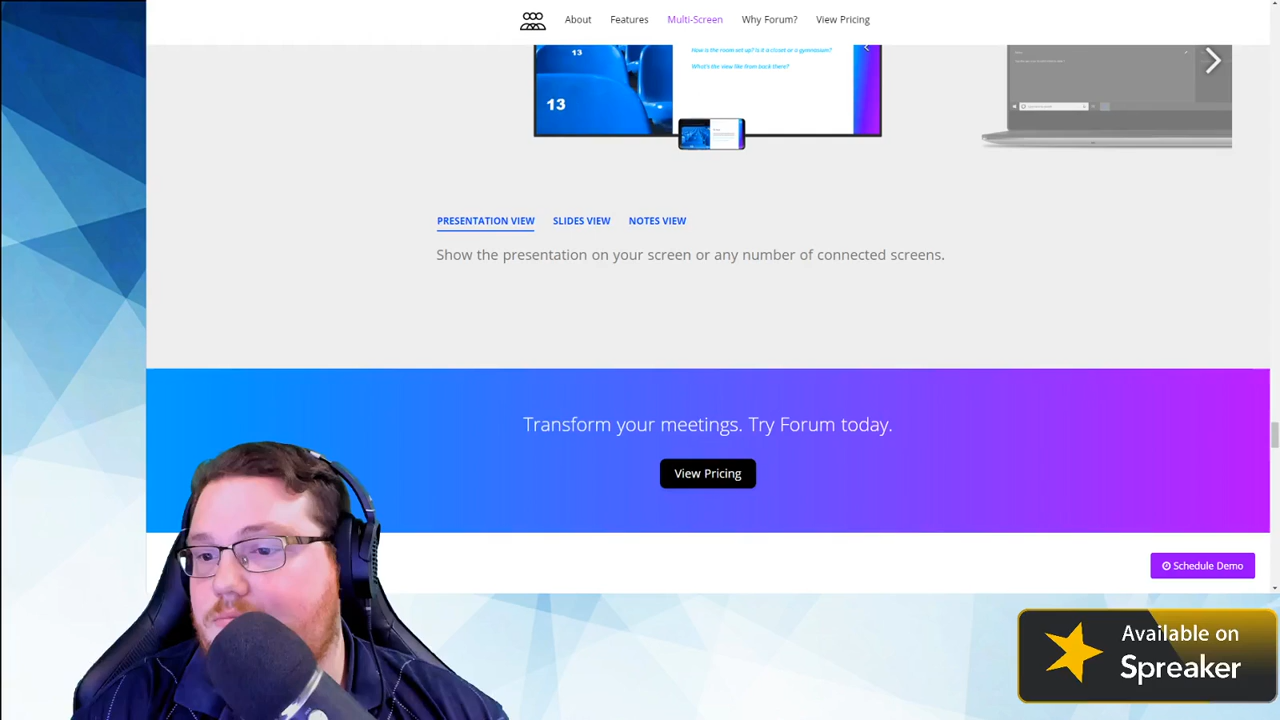 About Features Multi-Screen Why Forum? View Pricing
How is the room set up? Is it a closet or a gymnasium?
What's the view like from back there?
13
13
PRESENTATION VIEW SLIDES VIEW NOTES VIEW
Show the presentation on your screen or any number of connected screens.
Transform your meetings. Try Forum today.
View Pricing
Schedule Demo
Available on
Spreaker